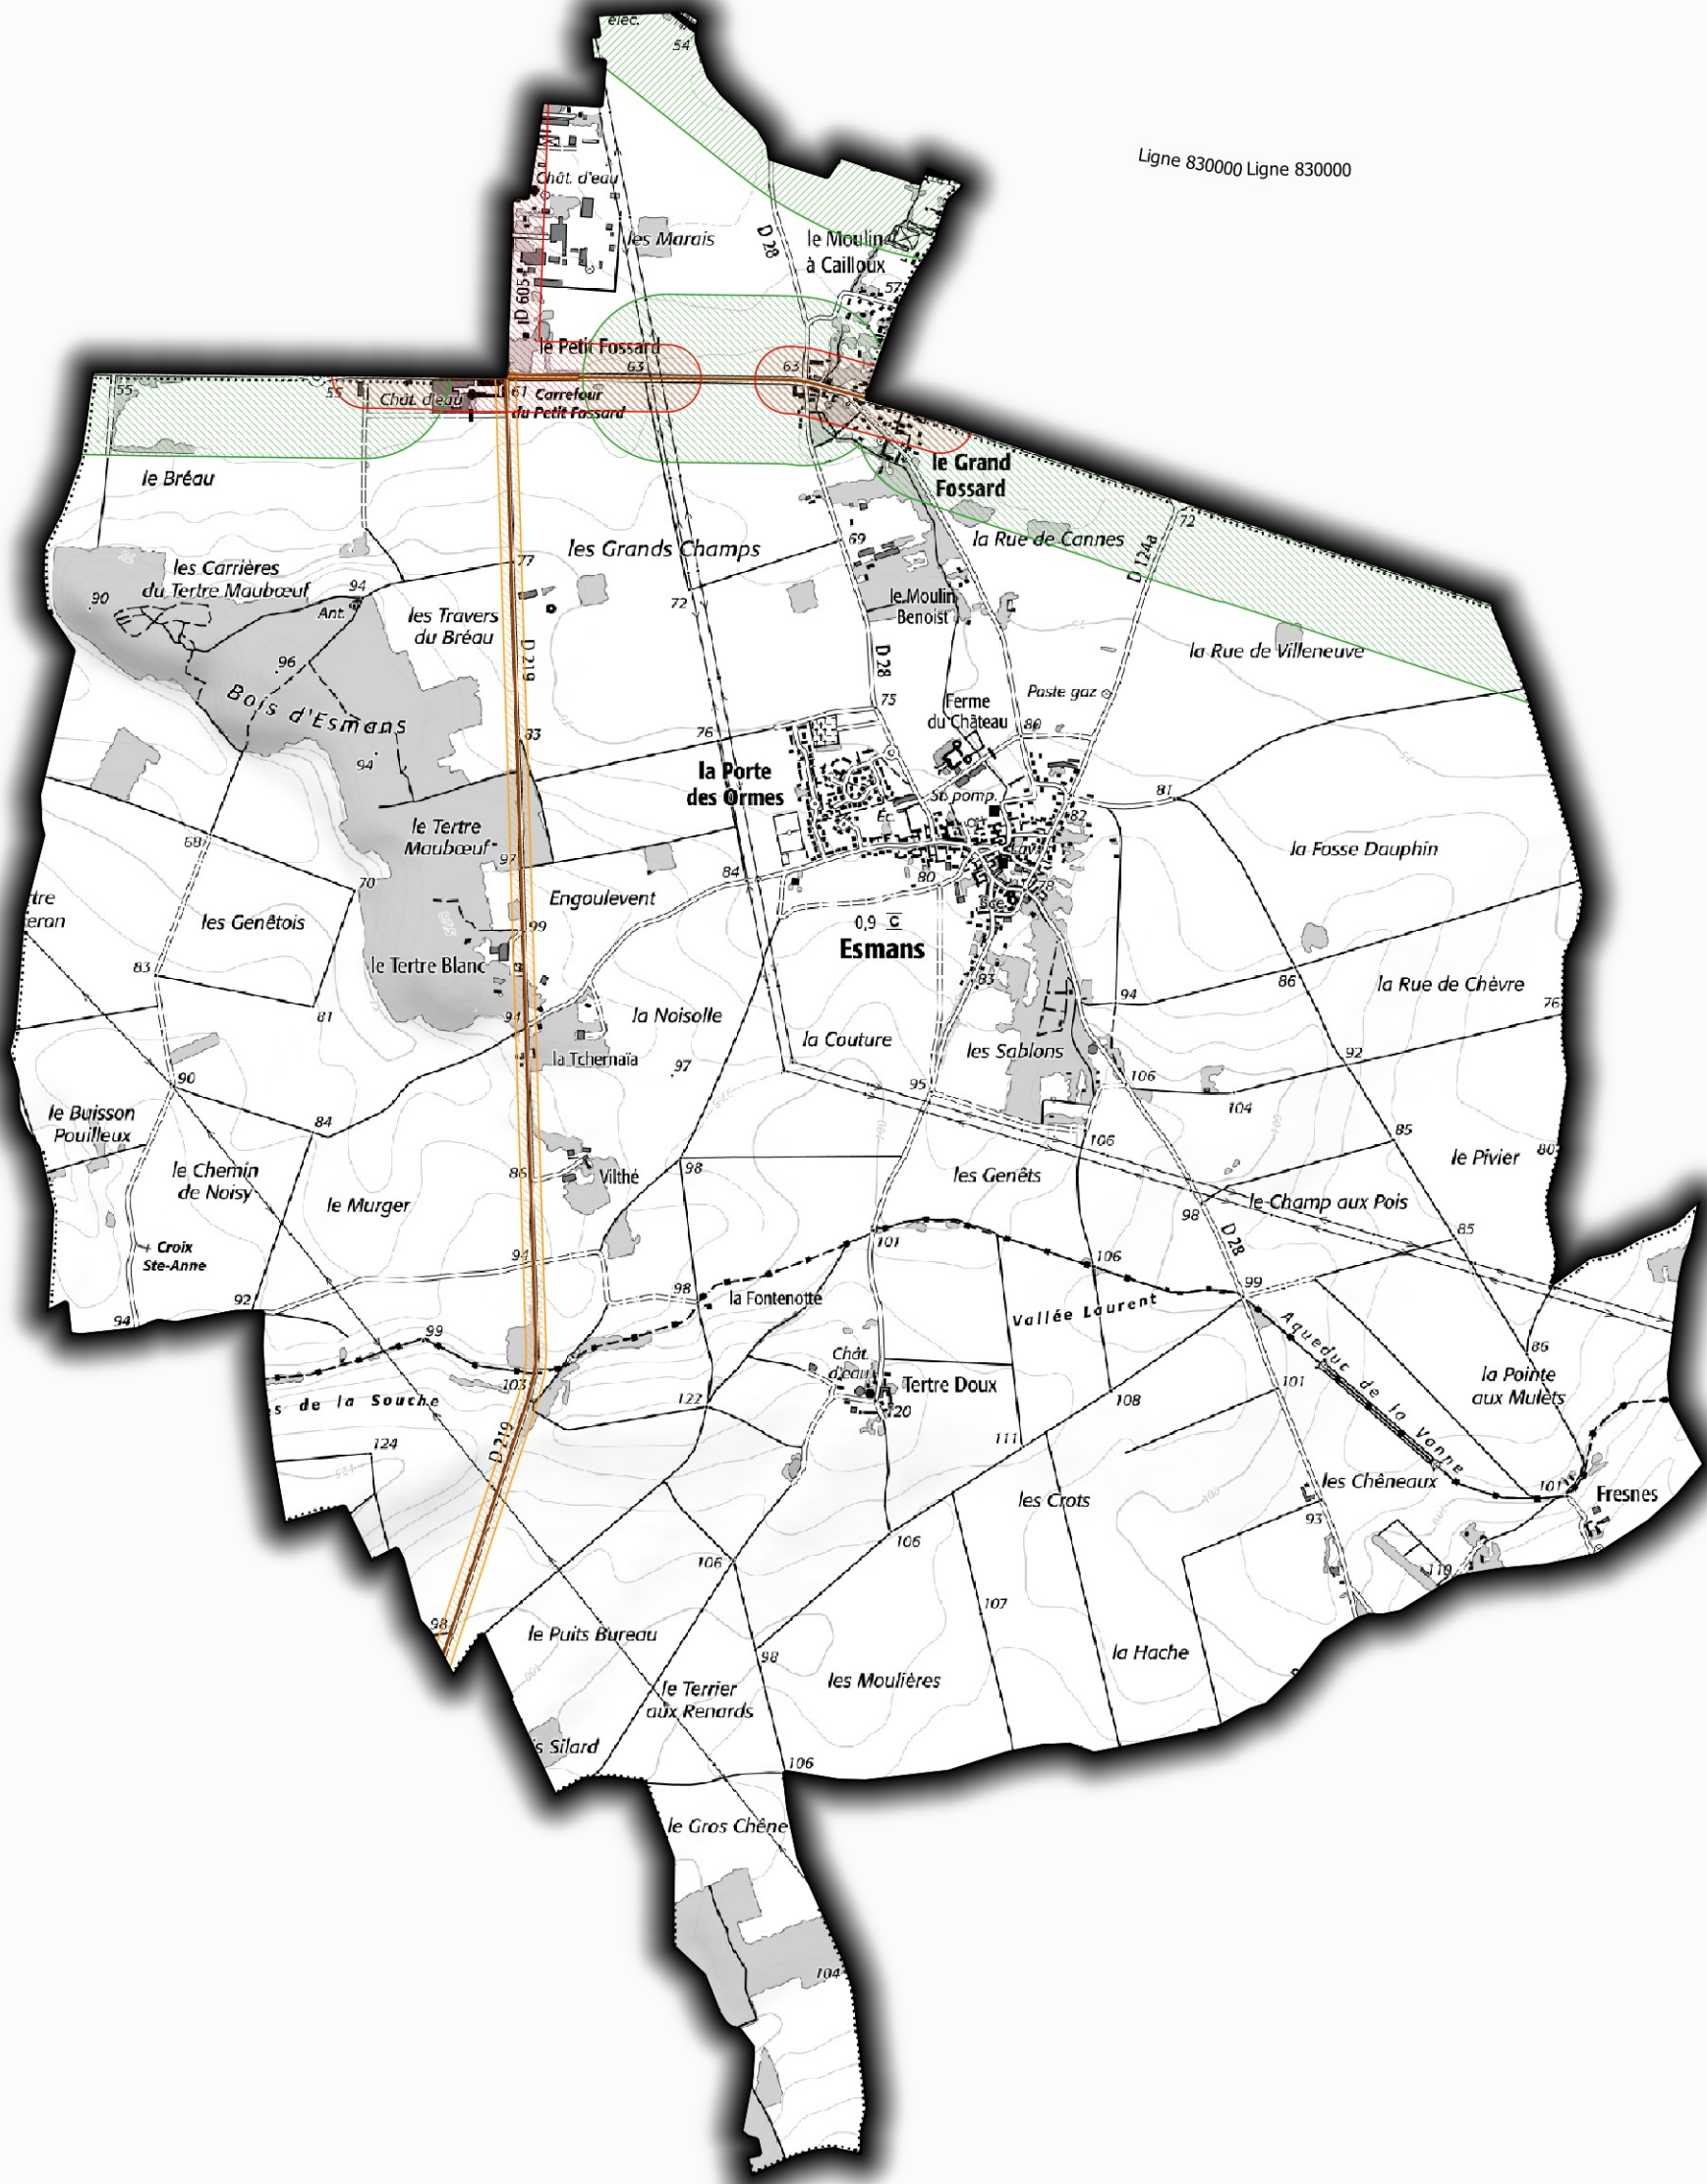 élec.
54
Ligne 830000 Ligne 830000
Chât. d'eau
les Marais
D 28
le Moulin
à Cailloux
57
D 605
le Petit Fossard
63
63
55
55
Chât. d'eau
61
Carrefour
du Petit Fossard
le Bréau
le Grand
Fossard
72
la Rue de Cannes
D 124a
69
les Grands Champs
77
les Carrières
du Tertre Maubœuf
94
90
Ant.
les Travers
du Bréau
72
le Moulin
Benoist
75
D 219
D 28
la Rue de Villeneuve
96
Bois d'Esmans
Poste gaz
75
Ferme
du Château
80
83
76
94
75
la Porte
des Ormes
St. pomp.
81
Éc.
82
le Tertre
Maubœuf
68
97
la Fosse Dauphin
84
80
78
70
Engoulevent
les Genêtois
0,9 C
99
Esmans
le Tertre Blanc
83
83
86
la Rue de Chèvre
94
76
81
94
la Noisolle
la Couture
les Sablons
92
la Tchernaïa
97
90
95
106
104
le Buisson
Pouilleux
84
106
85
le Pivier
80
le Chemin
de Noisy
86
Vilthé
98
les Genêts
le Murger
le Champ aux Pois
98
85
D 28
Croix
Ste-Anne
94
101
106
99
98
la Fontenotte
92
94
Vallée Laurent
99
Aqueduc de la Vanne
86
la Pointe
aux Mulets
Chât.
d'eau
103
Tertre Doux
101
s de la Souche
122
120
108
D 219
124
125
111
les Chêneaux
101
Fresnes
les Crots
93
106
106
110
107
98
le Puits Bureau
la Hache
98
les Moulières
le Terrier
aux Renards
s Silard
106
le Gros Chêne
104